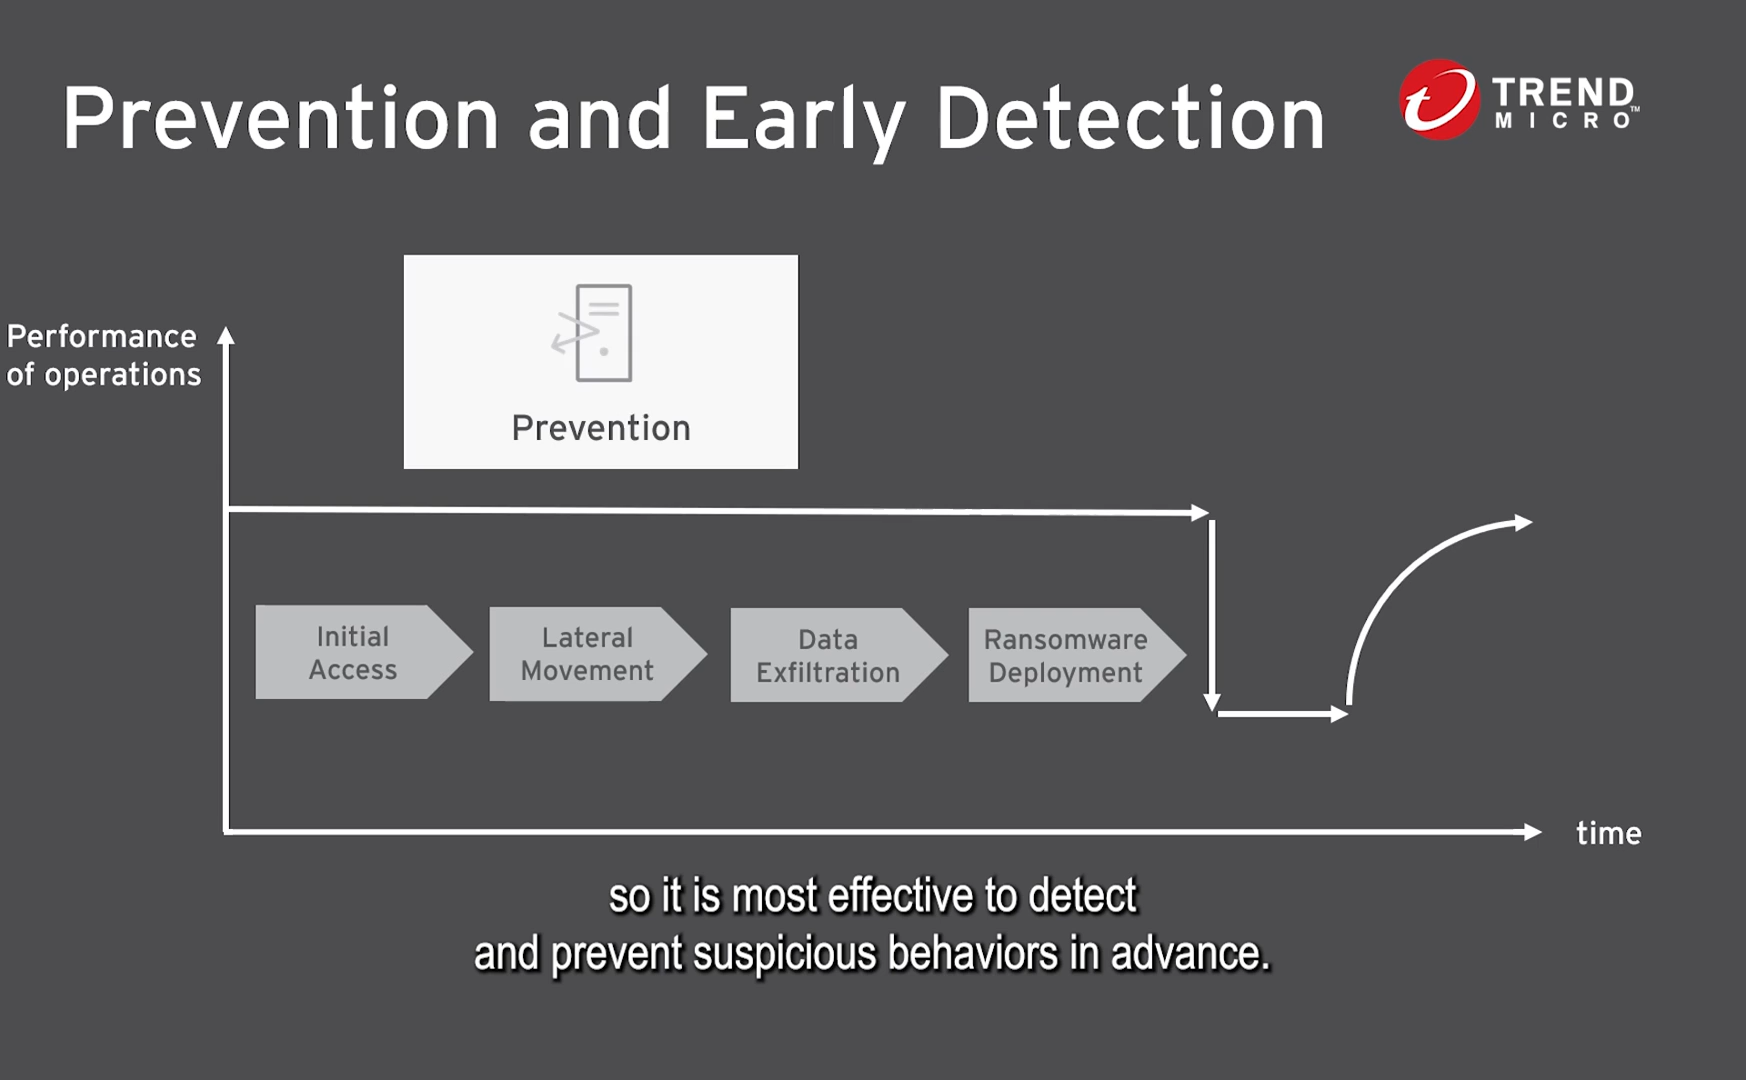 Prevention and Early Detection
TREND
MICRO™
Prevention
Performance
of operations
Initial
Access
Lateral
Movement
Data
Exfiltration
Ransomware
Deployment
time
so it is most effective to detect
and prevent suspicious behaviors in advance.